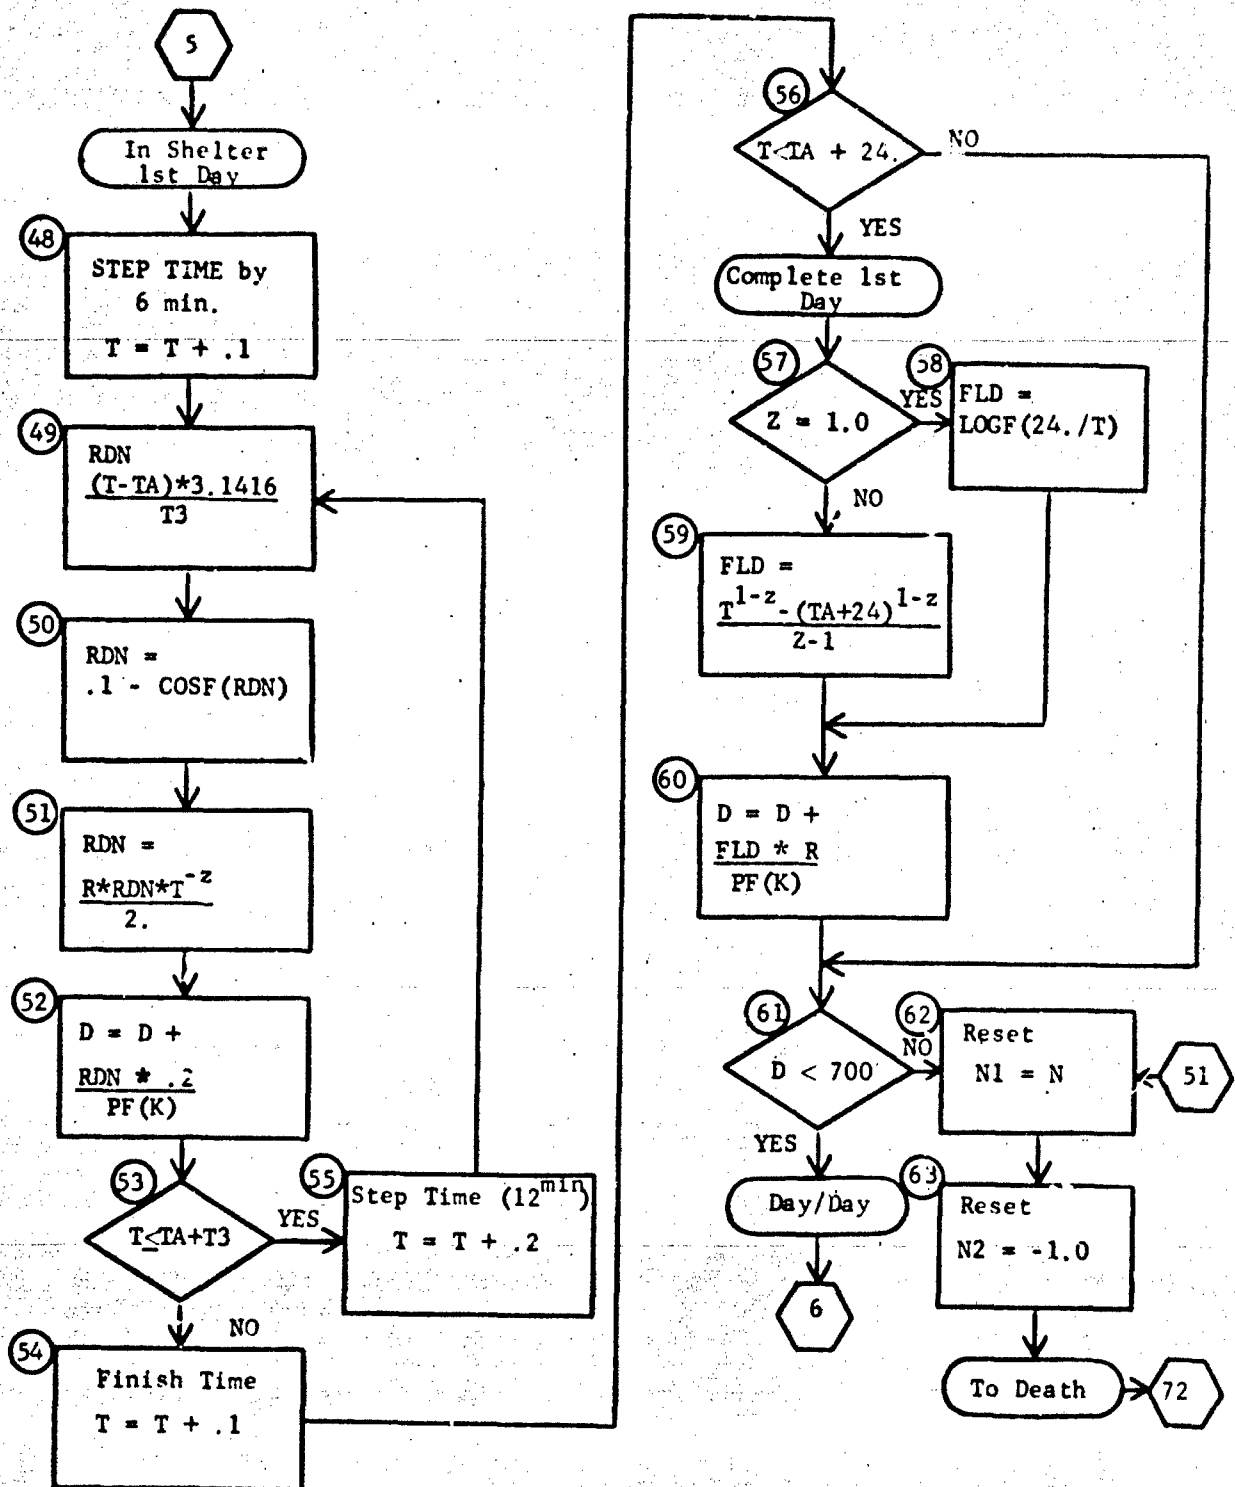 5
In Shelter
1st Day
48
STEP TIME by
6 min.
T = T + .1
49
RDN
(T-TA)*3.1416
T3
50
RDN =
.1 - COSF(RDN)
51
RDN =
R*RDN*T^-z
2.
52
D = D +
RDN * .2
PF(K)
53
T≤TA+T3
YES
NO
55
Step Time (12^min)
T = T + .2
54
Finish Time
T = T + .1
56
T<TA + 24.
NO
YES
Complete 1st
Day
57
Z = 1.0
YES
NO
58
FLD =
LOGF(24./T)
59
FLD =
T^1-z - (TA+24)^1-z
Z-1
60
D = D +
FLD * R
PF(K)
61
D < 700
NO
YES
62
Reset
N1 = N
51
Day/Day
6
63
Reset
N2 = -1.0
To Death
72